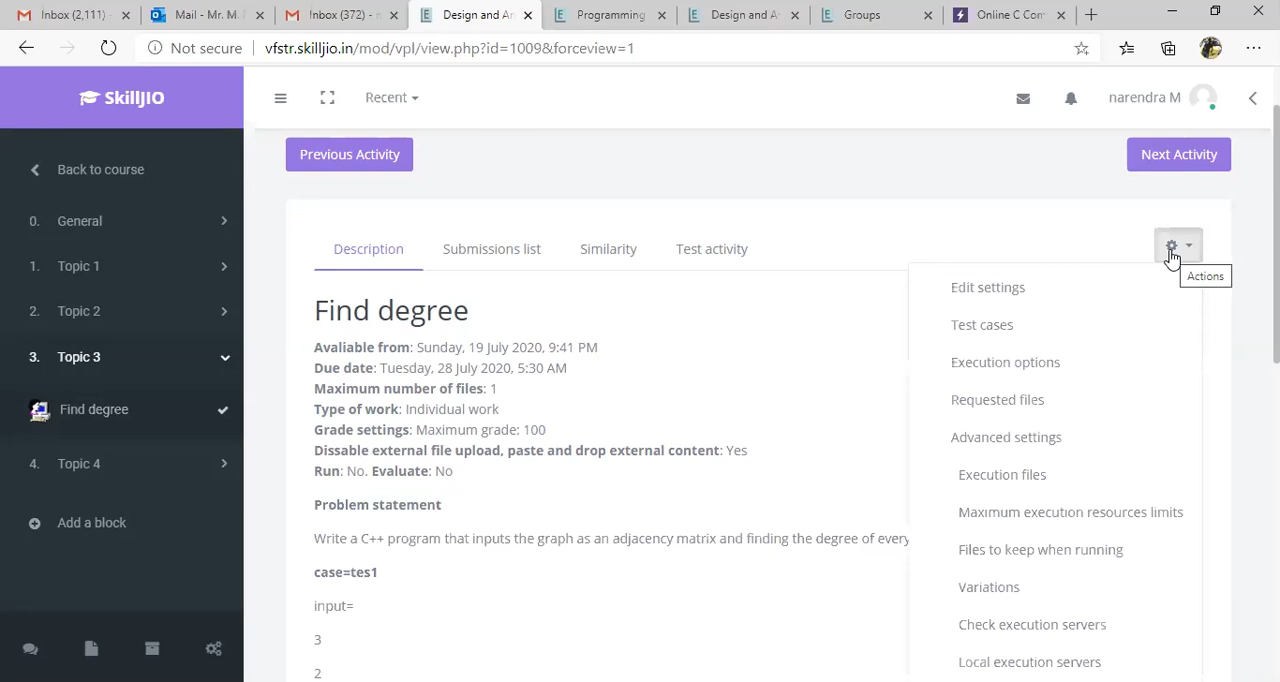 Inbox (2,111) -
Mail - Mr. M.
Inbox (372) -
Design and An
Programming
Design and A
Groups
Online C Com
Not secure
vfstr.skilljio.in/mod/vpl/view.php?id=1009&forceview=1
SkillJIO
Recent
narendra M
Back to course
0. General
1. Topic 1
2. Topic 2
3. Topic 3
Find degree
4. Topic 4
Add a block
Previous Activity
Next Activity
Description
Submissions list
Similarity
Test activity
Actions
Find degree
Avaliable from: Sunday, 19 July 2020, 9:41 PM
Due date: Tuesday, 28 July 2020, 5:30 AM
Maximum number of files: 1
Type of work: Individual work
Grade settings: Maximum grade: 100
Dissable external file upload, paste and drop external content: Yes
Run: No. Evaluate: No
Problem statement
Write a C++ program that inputs the graph as an adjacency matrix and finding the degree of every
case=tes1
input=
3
2
Edit settings
Test cases
Execution options
Requested files
Advanced settings
Execution files
Maximum execution resources limits
Files to keep when running
Variations
Check execution servers
Local execution servers